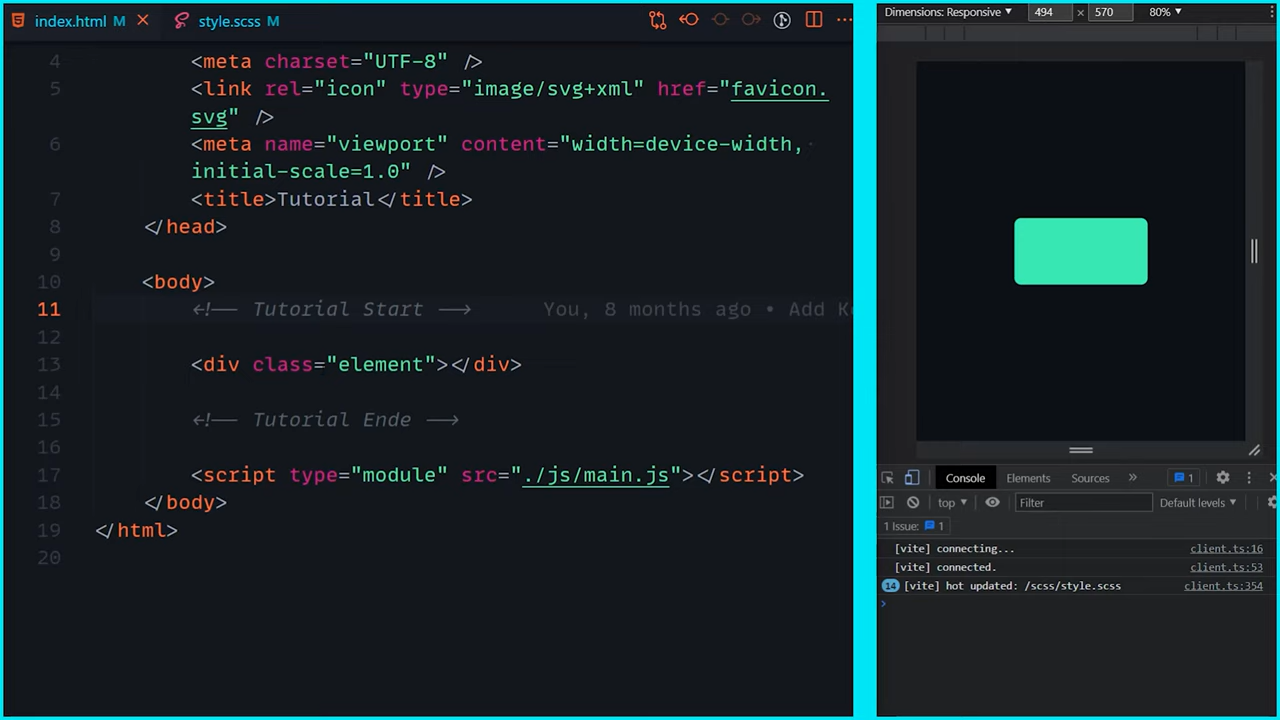 index.html M
style.scss M
4 <meta charset="UTF-8" />
5 <link rel="icon" type="image/svg+xml" href="favicon.
svg" />
6 <meta name="viewport" content="width=device-width,
initial-scale=1.0" />
7 <title>Tutorial</title>
8 </head>
9
10 <body>
11 <!-- Tutorial Start --> You, 8 months ago • Add K
12
13 <div class="element"></div>
14
15 <!-- Tutorial Ende -->
16
17 <script type="module" src="./js/main.js"></script>
18 </body>
19 </html>
20
Dimensions: Responsive ▼ 494 × 570 80% ▼
Console Elements Sources » 1
top ▼ Filter Default levels ▼
1 Issue: 1
[vite] connecting... client.ts:16
[vite] connected. client.ts:53
14 [vite] hot updated: /scss/style.scss client.ts:354